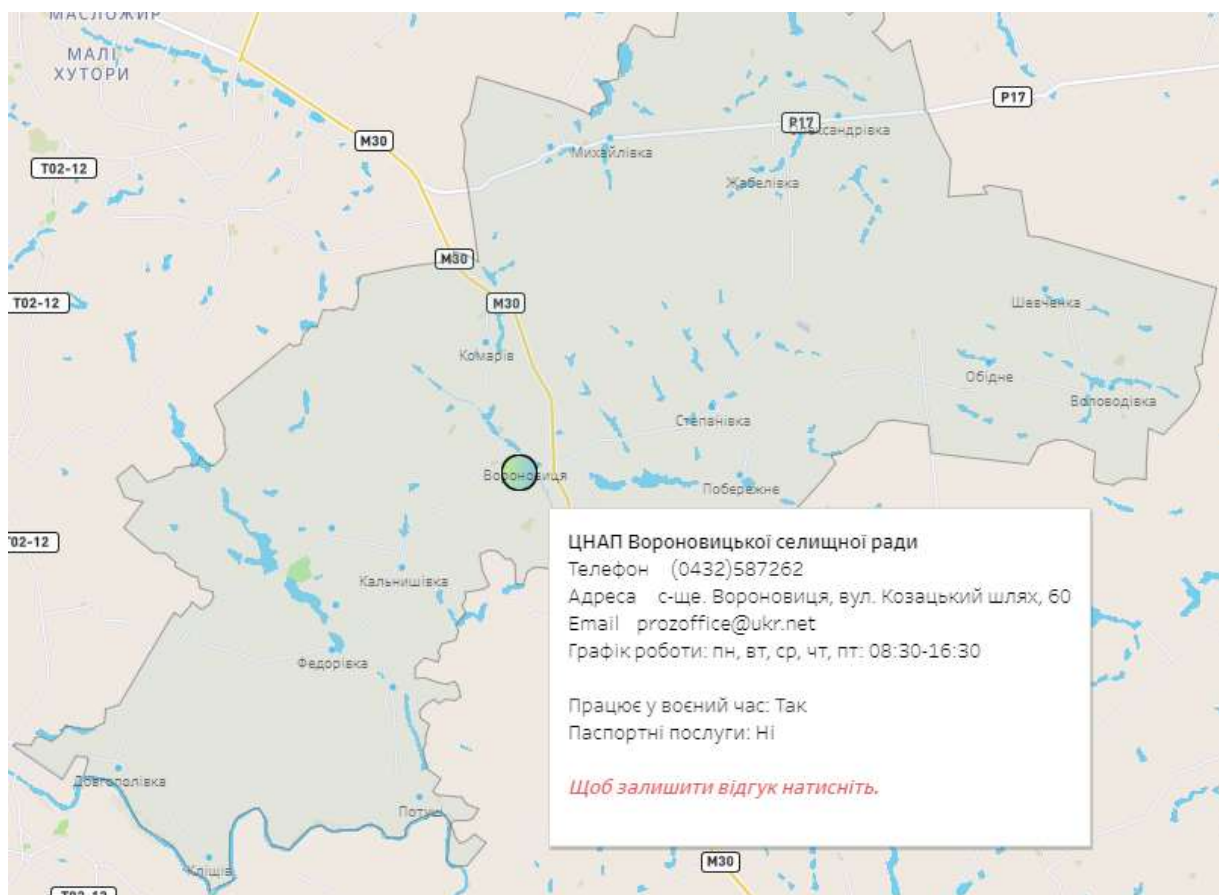 МАСЛОЖИР
МАЛІ
ХУТОРИ
P17
M30
P17
Олександрівка
Михайлівка
T02-12
Жабелівка
M30
T02-12
M30
Шевченка
Комарів
Обідне
Воловодівка
Степанівка
Вороновиця
Побережне
T02-12
ЦНАП Вороновицької селищної ради
Телефон (0432)587262
Адреса с-ще. Вороновиця, вул. Козацький шлях, 60
Email prozoffice@ukr.net
Графік роботи: пн, вт, ср, чт, пт: 08:30-16:30
Працює у воєний час: Так
Паспортні послуги: Ні
Щоб залишити відгук натисніть.
Кальнишівка
Федорівка
Довгополівка
Потуш
Кліщів
M30
T02-12